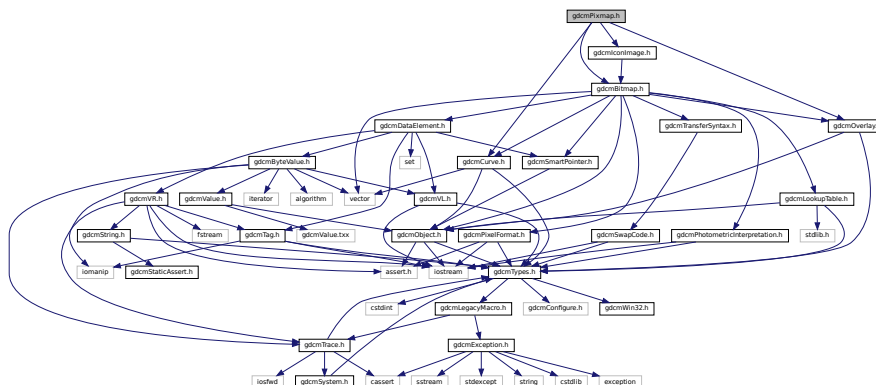 gdcmPixmap.h
gdcmIconImage.h
gdcmBitmap.h
gdcmDataElement.h
gdcmTransferSyntax.h
gdcmOverlay.
gdcmByteValue.h
set
gdcmCurve.h
gdcmSmartPointer.h
gdcmVR.h
gdcmValue.h
iterator
algorithm
vector
gdcmVL.h
gdcmLookupTable.h
gdcmString.h
fstream
gdcmTag.h
gdcmValue.txx
gdcmObject.h
gdcmPixelFormat.h
gdcmSwapCode.h
gdcmPhotometricInterpretation.h
stdlib.h
iomanip
gdcmStaticAssert.h
assert.h
iostream
gdcmTypes.h
cstdint
gdcmLegacyMacro.h
gdcmConfigure.h
gdcmWin32.h
gdcmTrace.h
gdcmException.h
iosfwd
gdcmSystem.h
cassert
sstream
stdexcept
string
cstdlib
exception